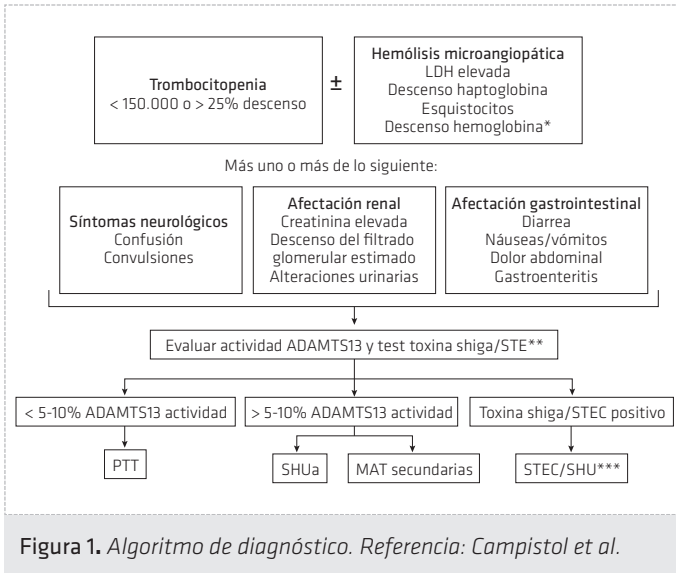 Trombocitopenia
< 150.000 o > 25% descenso
±
Hemólisis microangiopática
LDH elevada
Descenso haptoglobina
Esquistocitos
Descenso hemoglobina*
Más uno o más de lo siguiente:
Síntomas neurológicos
Confusión
Convulsiones
Afectación renal
Creatinina elevada
Descenso del filtrado
glomerular estimado
Alteraciones urinarias
Afectación gastrointestinal
Diarrea
Náuseas/vómitos
Dolor abdominal
Gastroenteritis
Evaluar actividad ADAMTS13 y test toxina shiga/STE**
< 5-10% ADAMTS13 actividad
> 5-10% ADAMTS13 actividad
Toxina shiga/STEC positivo
PTT
SHUa
MAT secundarias
STEC/SHU***
Figura 1. Algoritmo de diagnóstico. Referencia: Campistol et al.